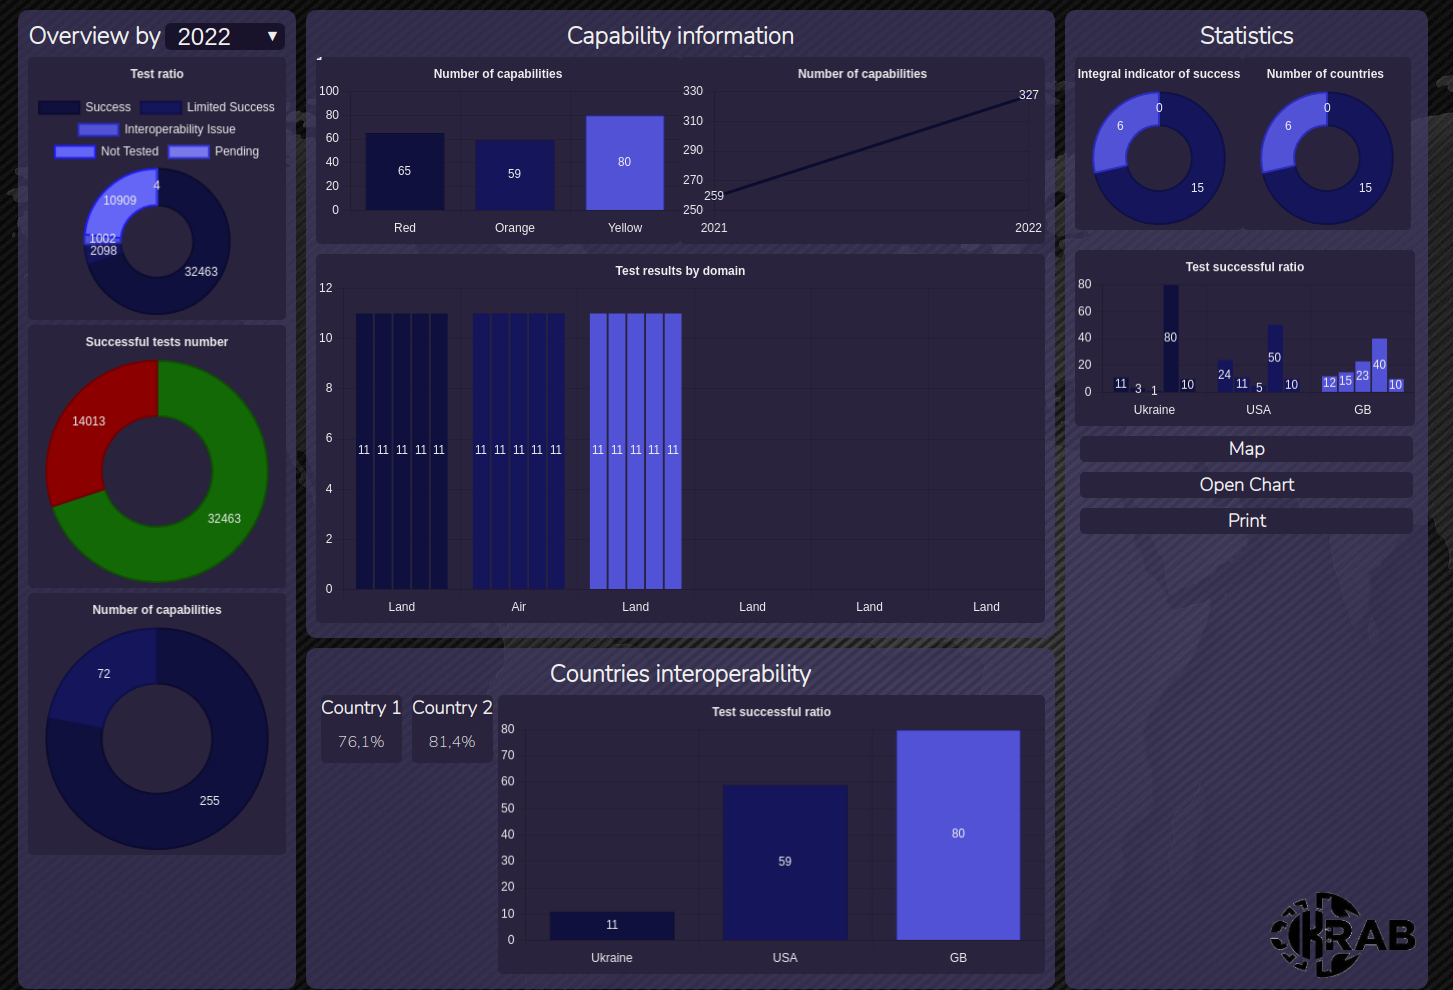 Overview by 2022
Test ratio
Success Limited Success
Interoperability Issue
Not Tested Pending
4
10909
1002
2098
32463
Successful tests number
14013
32463
Number of capabilities
72
255
Capability information
Number of capabilities
100
80
60
40
20
0
65
59
80
Red Orange Yellow
Number of capabilities
330
310
290
270
250
327
259
2021 2022
Test results by domain
12
10
8
6
4
2
0
11 11 11 11 11 11 11 11 11 11 11 11 11 11 11
Land Air Land Land Land Land
Countries interoperability
Country 1
76,1%
Country 2
81,4%
Test successful ratio
80
70
60
50
40
30
20
10
0
11
59
80
Ukraine USA GB
Statistics
Integral indicator of success
0
6
15
Number of countries
0
6
15
Test successful ratio
80
60
40
20
0
11 3 1 80 10
24 11 5 50 10
12 15 23 40 10
Ukraine USA GB
Map
Open Chart
Print
KRAB